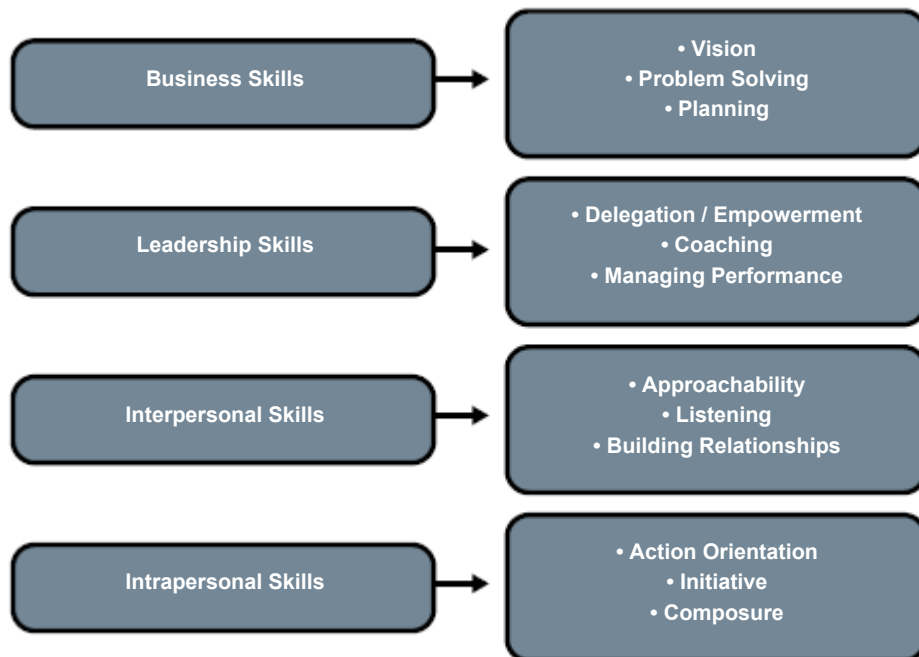 Business Skills
• Vision
• Problem Solving
• Planning
Leadership Skills
• Delegation / Empowerment
• Coaching
• Managing Performance
Interpersonal Skills
• Approachability
• Listening
• Building Relationships
Intrapersonal Skills
• Action Orientation
• Initiative
• Composure